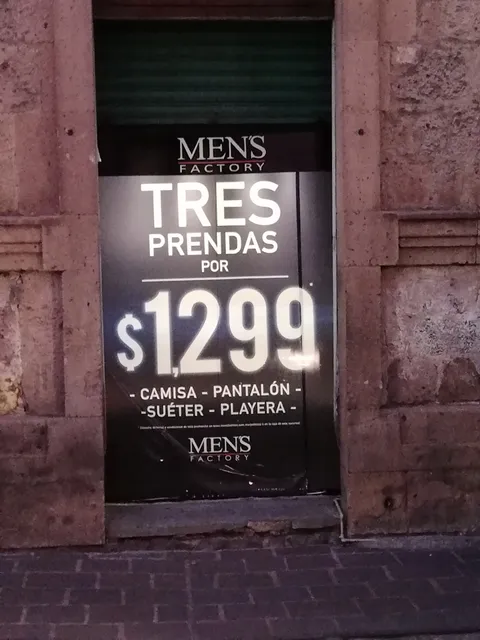 MEN'S
FACTORY
TRES
PRENDAS
POR
$1,299
- CAMISA - PANTALÓN -
-SUÉTER - PLAYERA -
MEN'S
FACTORY